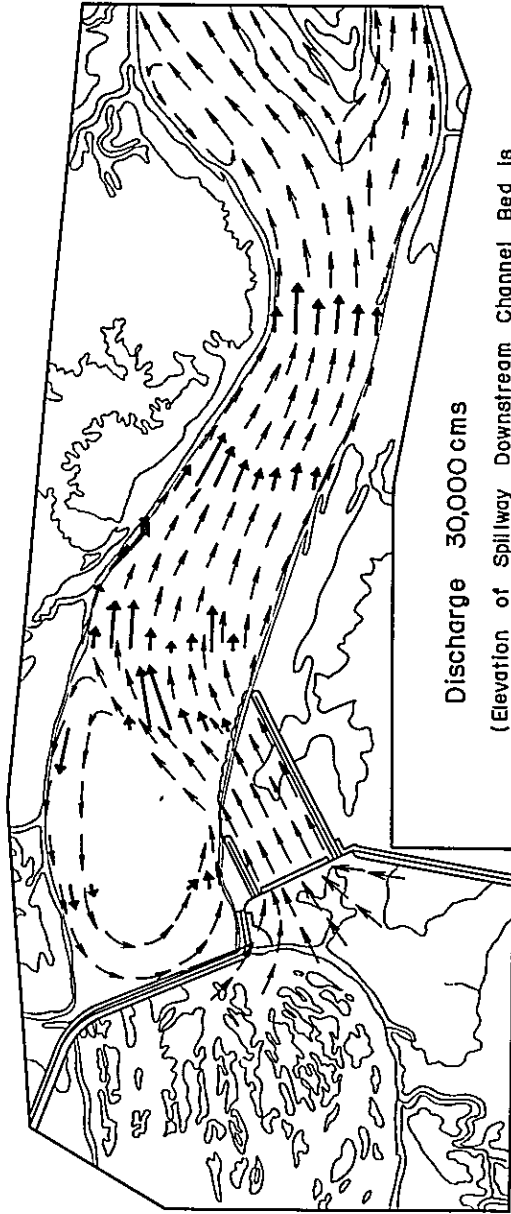 Discharge 30,000 cms
(Elevation of Spillway Downstream Channel Bed Is